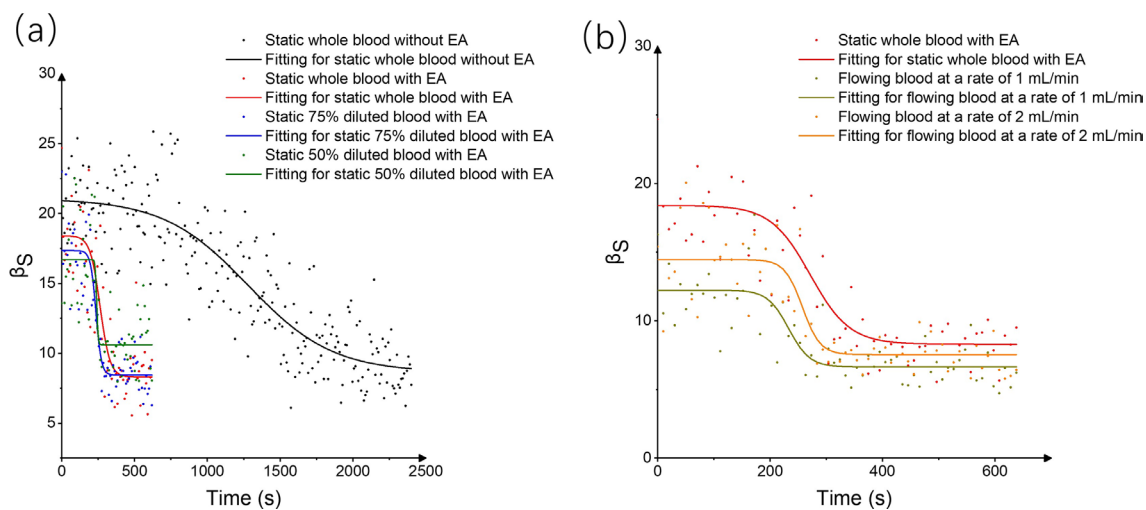 (a)
Static whole blood without EA
Fitting for static whole blood without EA
Static whole blood with EA
Fitting for static whole blood with EA
Static 75% diluted blood with EA
Fitting for static 75% diluted blood with EA
Static 50% diluted blood with EA
Fitting for static 50% diluted blood with EA
30
25
20
15
10
5
βS
0 500 1000 1500 2000 2500
Time (s)
(b)
Static whole blood with EA
Fitting for static whole blood with EA
Flowing blood at a rate of 1 mL/min
Fitting for flowing blood at a rate of 1 mL/min
Flowing blood at a rate of 2 mL/min
Fitting for flowing blood at a rate of 2 mL/min
30
20
10
0
βS
0 200 400 600
Time (s)